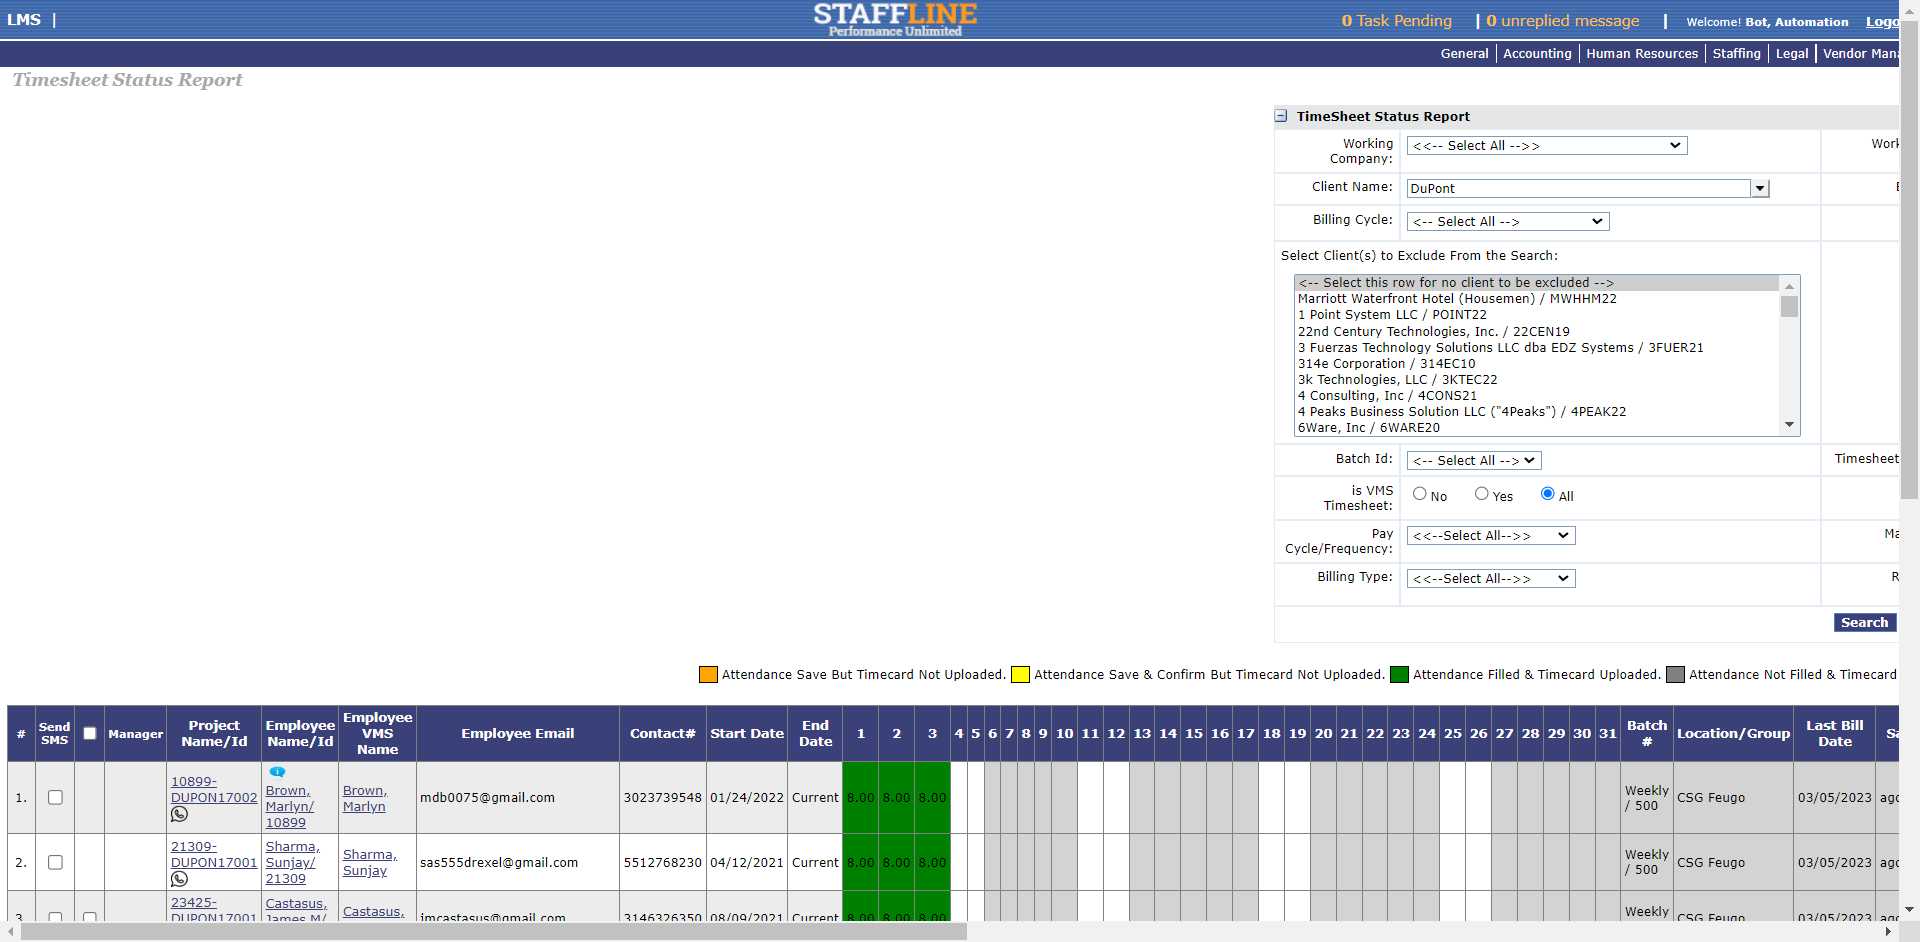 LMS |
STAFFLINE
Performance Unlimited
0 Task Pending | 0 unreplied message | Welcome! Bot, Automation Logo
General Accounting Human Resources Staffing Legal Vendor Mana
Timesheet Status Report
TimeSheet Status Report
Working Company: <<-- Select All -->> Work
Client Name: DuPont
Billing Cycle: <-- Select All -->
Select Client(s) to Exclude From the Search:
<-- Select this row for no client to be excluded -->
Marriott Waterfront Hotel (Housemen) / MWHHM22
1 Point System LLC / POINT22
22nd Century Technologies, Inc. / 22CEN19
3 Fuerzas Technology Solutions LLC dba EDZ Systems / 3FUER21
314e Corporation / 314EC10
3k Technologies, LLC / 3KTEC22
4 Consulting, Inc / 4CONS21
4 Peaks Business Solution LLC ("4Peaks") / 4PEAK22
6Ware, Inc / 6WARE20
Batch Id: <-- Select All --> Timesheet
is VMS Timesheet: No Yes All
Pay Cycle/Frequency: <<--Select All-->> Ma
Billing Type: <<--Select All-->> R
Search
Attendance Save But Timecard Not Uploaded. Attendance Save & Confirm But Timecard Not Uploaded. Attendance Filled & Timecard Uploaded. Attendance Not Filled & Timecard
# Send SMS Manager Project Name/Id Employee Name/Id Employee VMS Name Employee Email Contact# Start Date End Date 1 2 3 4 5 6 7 8 9 10 11 12 13 14 15 16 17 18 19 20 21 22 23 24 25 26 27 28 29 30 31 Batch # Location/Group Last Bill Date Sa
1. 10899-DUPON17002 Brown, Marlyn/ 10899 Brown, Marlyn mdb0075@gmail.com 3023739548 01/24/2022 Current 8.00 8.00 8.00 Weekly / 500 CSG Feugo 03/05/2023 ago
2. 21309-DUPON17001 Sharma, Sunjay/ 21309 Sharma, Sunjay sas555drexel@gmail.com 5512768230 04/12/2021 Current 8.00 8.00 8.00 Weekly / 500 CSG Feugo 03/05/2023 ago
3. 23425-DUPON17001 Castasus, James M/ Castasus, jmcastasus@gmail.com 3146326350 08/09/2021 Current 8.00 8.00 8.00 Weekly CSG Feugo 03/05/2023 ago